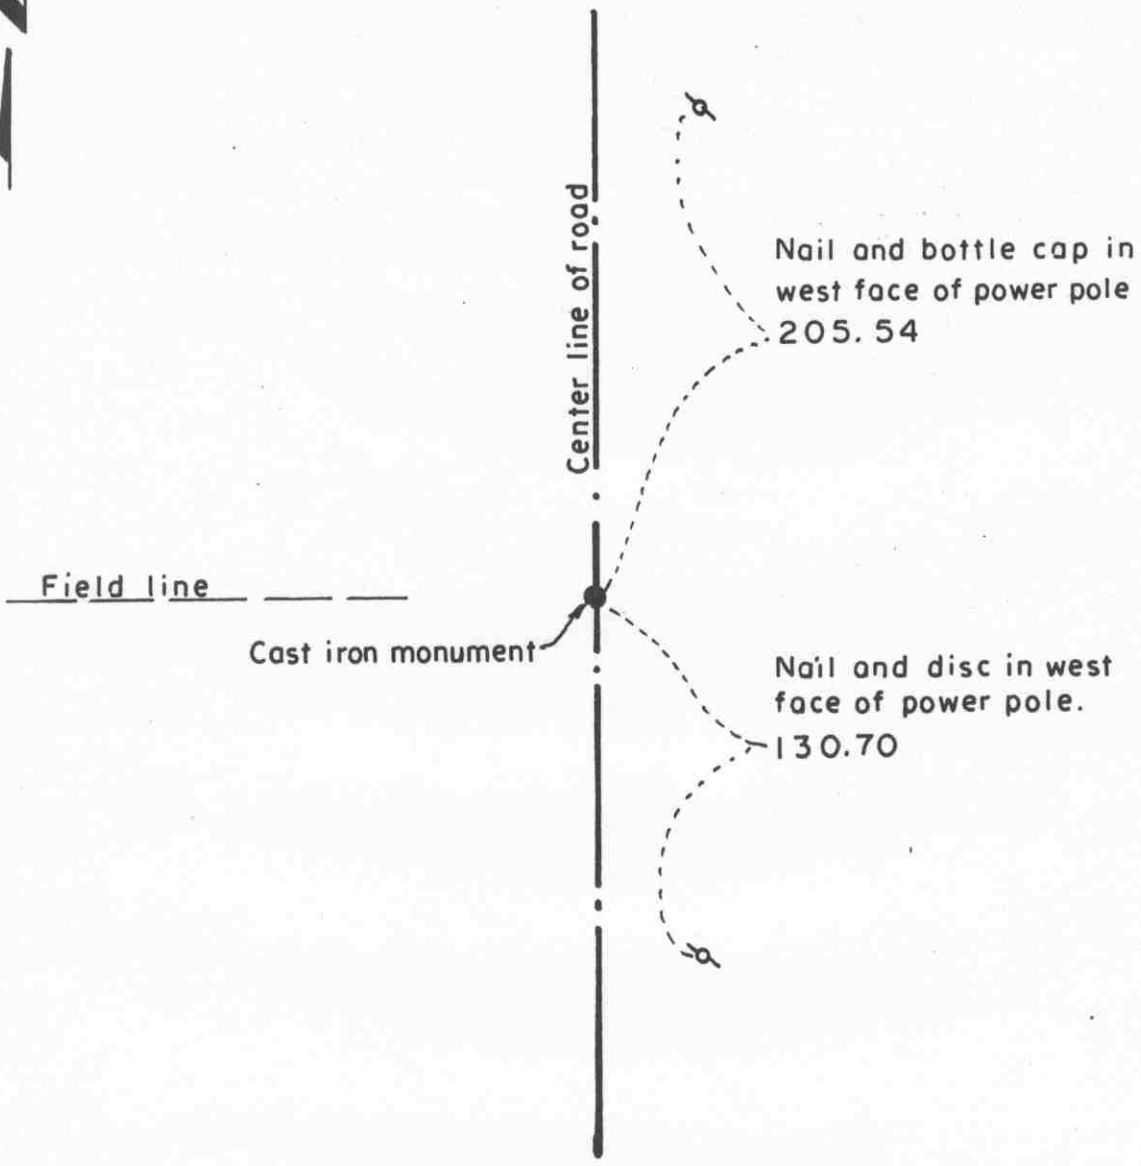 Center line of road
Nail and bottle cap in
west face of power pole
205.54
Field line
Cast iron monument
Nail and disc in west
face of power pole.
130.70